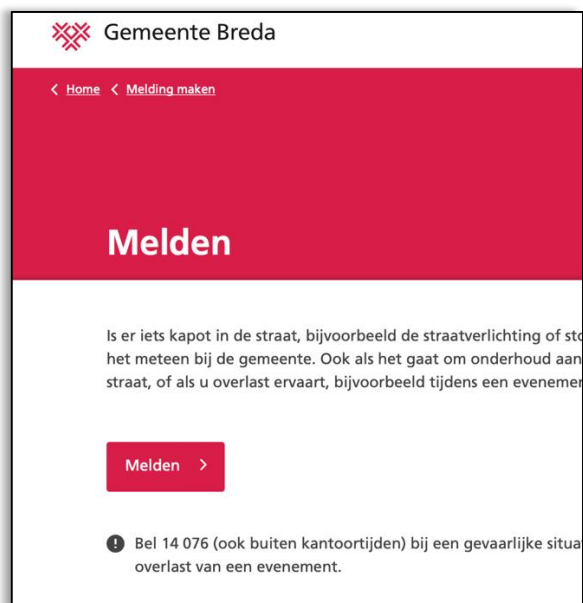 Gemeente Breda
Home Melding maken
Melden
Is er iets kapot in de straat, bijvoorbeeld de straatverlichting of
het meteen bij de gemeente. Ook als het gaat om onderhoud aan
straat, of als u overlast ervaart, bijvoorbeeld tijdens een
Melden
Bel 14 076 (ook buiten kantoortijden) bij een gevaarlijke
overlast van een evenement.